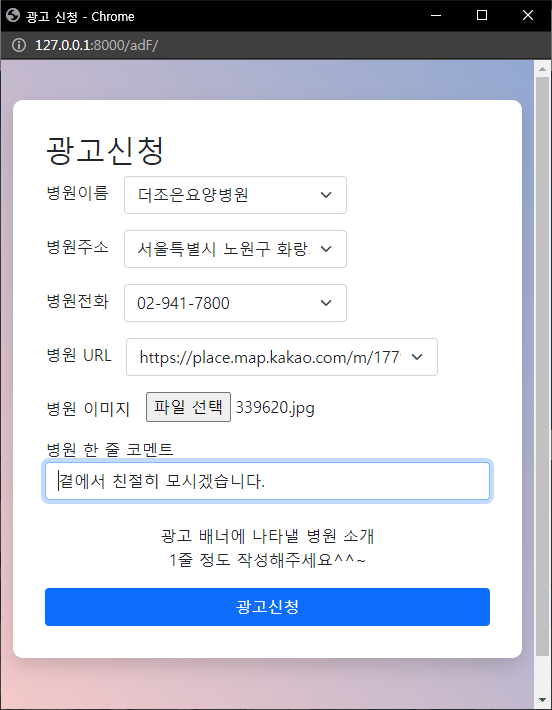 광고 신청 - Chrome
127.0.0.1:8000/adF/
광고신청
병원이름 더조은요양병원
병원주소 서울특별시 노원구 화랑
병원전화 02-941-7800
병원 URL https://place.map.kakao.com/m/177
병원 이미지 파일 선택 339620.jpg
병원 한 줄 코멘트
곁에서 친절히 모시겠습니다.
광고 배너에 나타낼 병원 소개
1줄 정도 작성해주세요^^~
광고신청